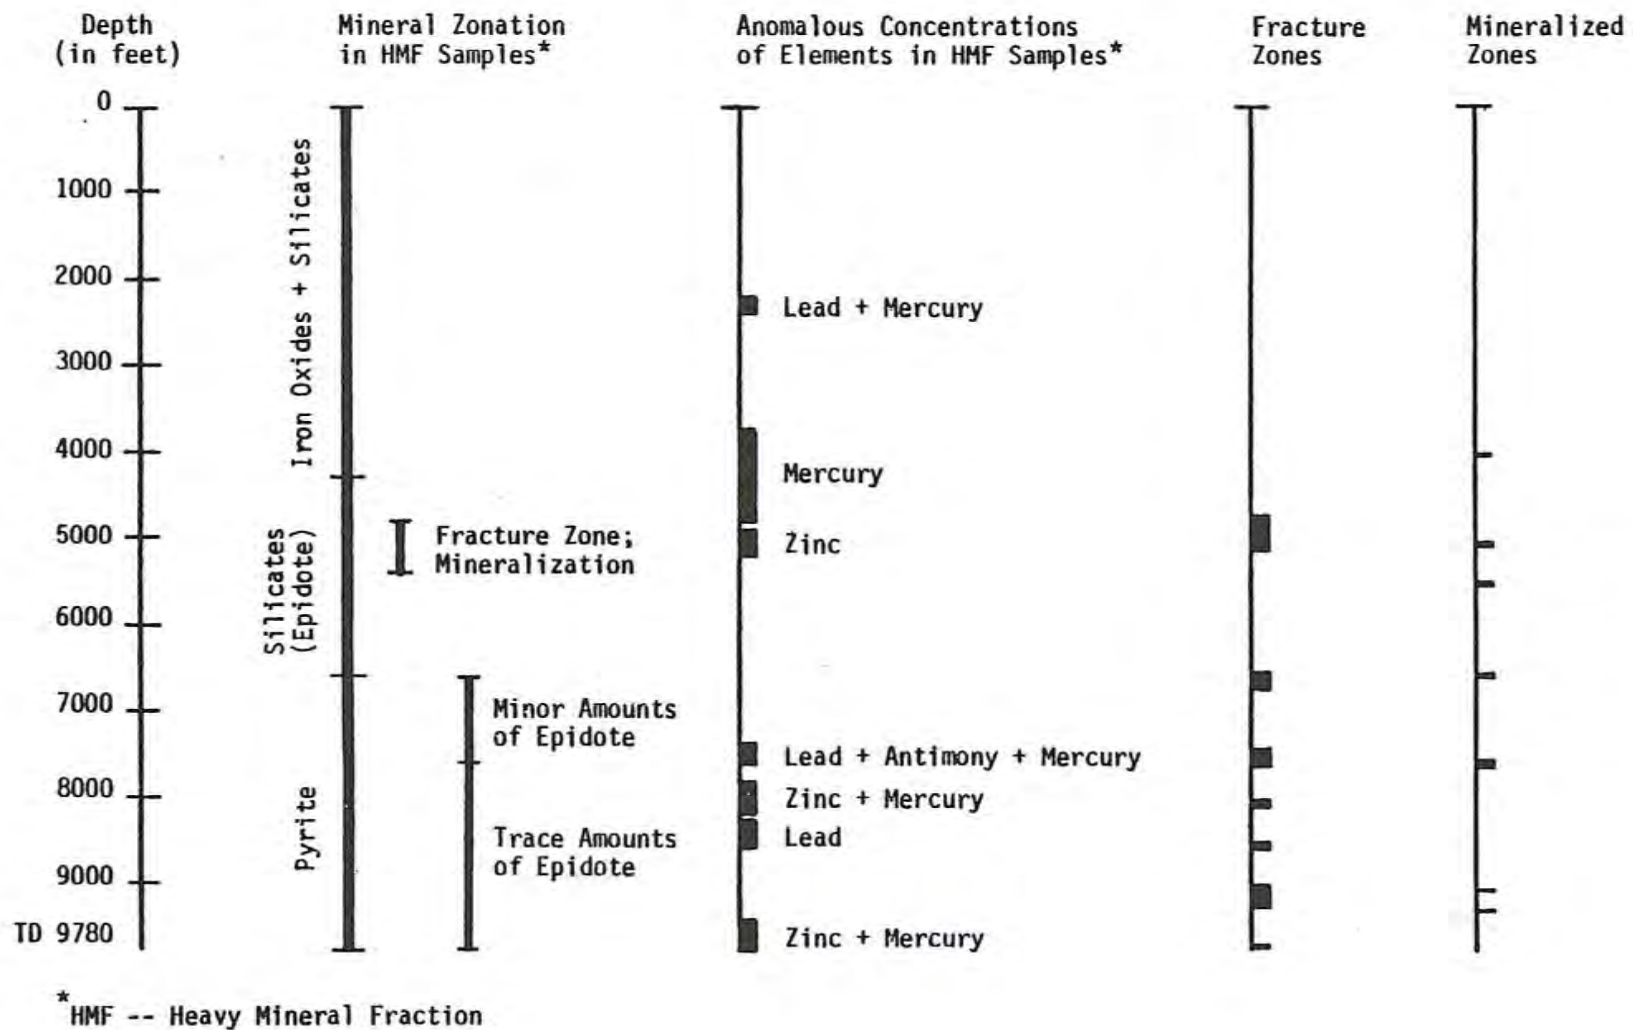 Depth
(in feet)
Mineral Zonation
in HMF Samples*
Anomalous Concentrations
of Elements in HMF Samples*
Fracture
Zones
Mineralized
Zones
0
1000
2000
3000
4000
5000
6000
7000
8000
9000
TD 9780
Iron Oxides + Silicates
Silicates
(Epidote)
Pyrite
Fracture Zone;
Mineralization
Minor Amounts
of Epidote
Trace Amounts
of Epidote
Lead + Mercury
Mercury
Zinc
Lead + Antimony + Mercury
Zinc + Mercury
Lead
Zinc + Mercury
*HMF -- Heavy Mineral Fraction